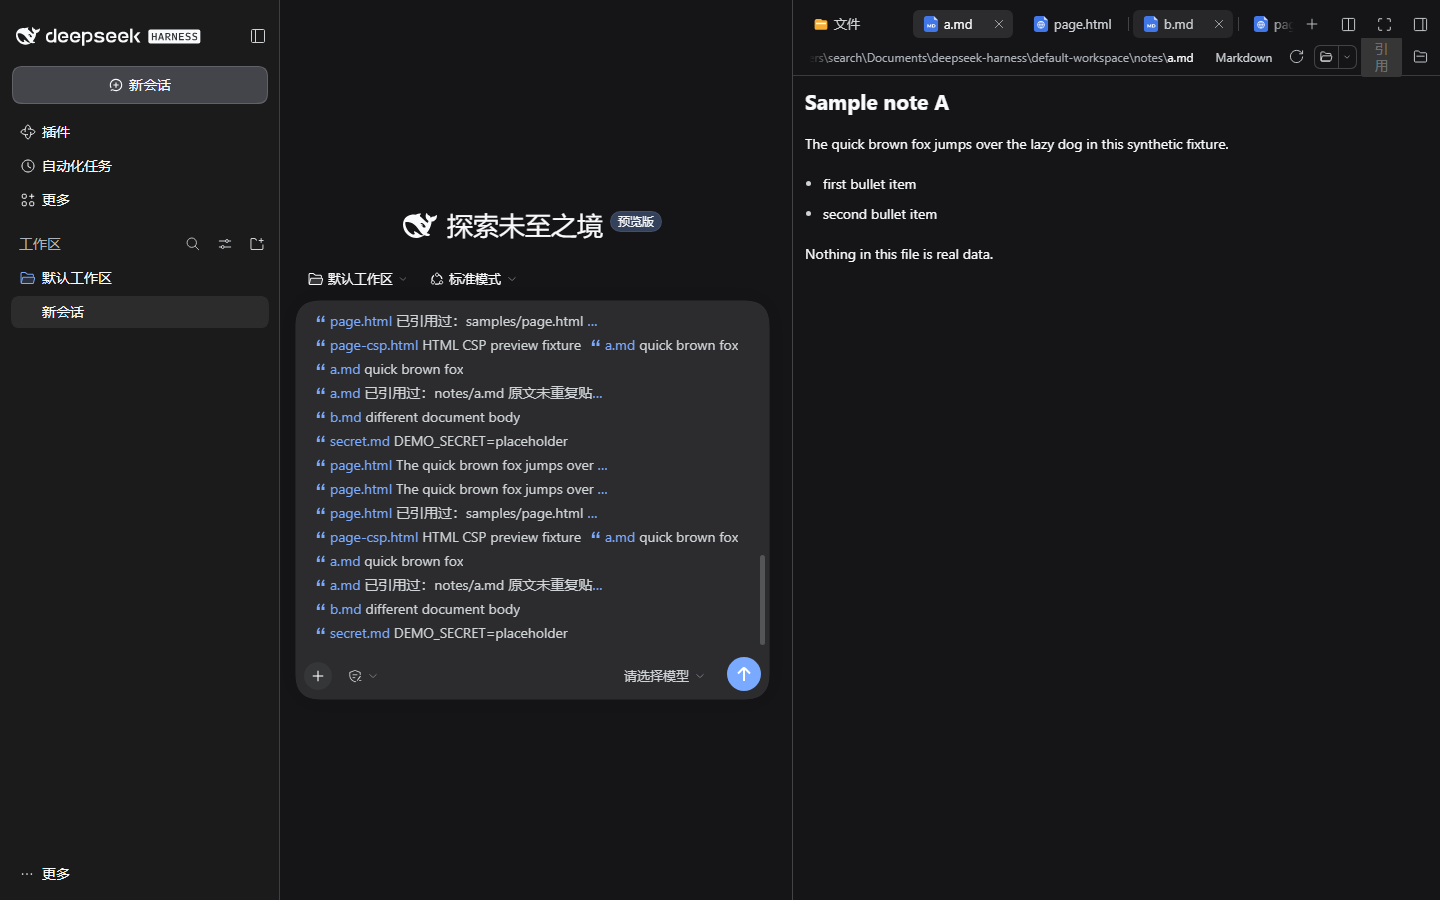 deepseek HARNESS
新会话
插件
自动化任务
更多
工作区
默认工作区
新会话
更多
探索未至之境 预览版
默认工作区 标准模式
“ page.html 已引用过：samples/page.html ...
“ page-csp.html HTML CSP preview fixture “ a.md quick brown fox
“ a.md quick brown fox
“ a.md 已引用过：notes/a.md 原文未重复贴...
“ b.md different document body
“ secret.md DEMO_SECRET=placeholder
“ page.html The quick brown fox jumps over ...
“ page.html The quick brown fox jumps over ...
“ page.html 已引用过：samples/page.html ...
“ page-csp.html HTML CSP preview fixture “ a.md quick brown fox
“ a.md quick brown fox
“ a.md 已引用过：notes/a.md 原文未重复贴...
“ b.md different document body
“ secret.md DEMO_SECRET=placeholder
请选择模型
文件 a.md page.html b.md
ers\search\Documents\deepseek-harness\default-workspace\notes\a.md Markdown 引用
Sample note A
The quick brown fox jumps over the lazy dog in this synthetic fixture.
• first bullet item
• second bullet item
Nothing in this file is real data.